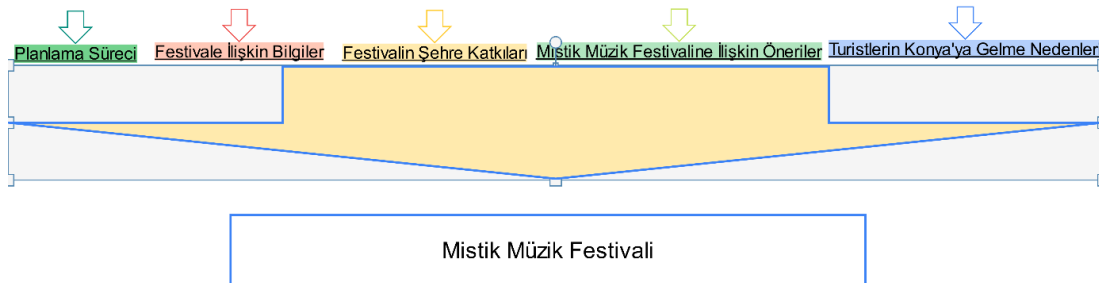 Planlama Süreci
Festivale İlişkin Bilgiler
Festivalin Şehre Katkıları
Mistik Müzik Festivaline İlişkin Öneriler
Turistlerin Konya'ya Gelme Nedenler
Mistik Müzik Festivali